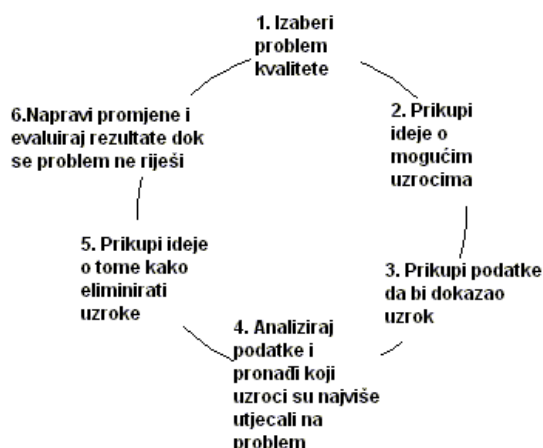 1. Izaberi
problem
kvalitete
2. Prikupi
ideje o
mogućim
uzrocima
3. Prikupi podatke
da bi dokazao
uzrok
4. Analiziraj
podatke i
pronađi koji
uzroci su najviše
utjecali na
problem
5. Prikupi ideje
o tome kako
eliminirati
uzroke
6.Napravi promjene i
evaluiraj rezultate dok
se problem ne riješi